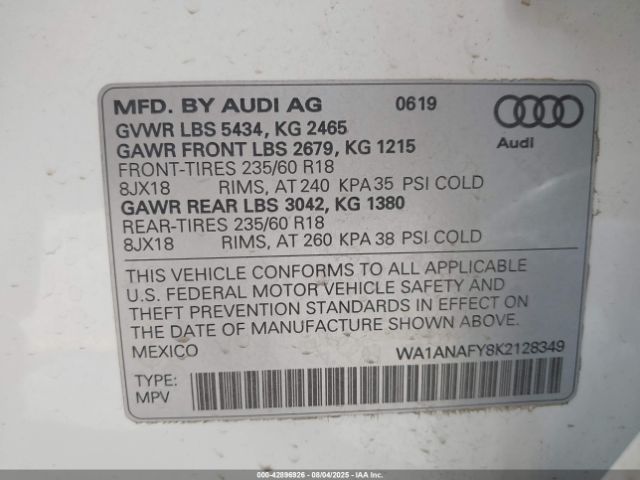 MFD. BY AUDI AG 0619
GVWR LBS 5434, KG 2465
GAWR FRONT LBS 2679, KG 1215
Audi
FRONT-TIRES 235/60 R18
8JX18 RIMS, AT 240 KPA 35 PSI COLD
GAWR REAR LBS 3042, KG 1380
REAR-TIRES 235/60 R18
8JX18 RIMS, AT 260 KPA 38 PSI COLD
THIS VEHICLE CONFORMS TO ALL APPLICABLE
U.S. FEDERAL MOTOR VEHICLE SAFETY AND
THEFT PREVENTION STANDARDS IN EFFECT ON
THE DATE OF MANUFACTURE SHOWN ABOVE.
MEXICO WA1ANAFY8K2128349
TYPE:
MPV
000-42896926 - 08/04/2025 - IAA Inc.